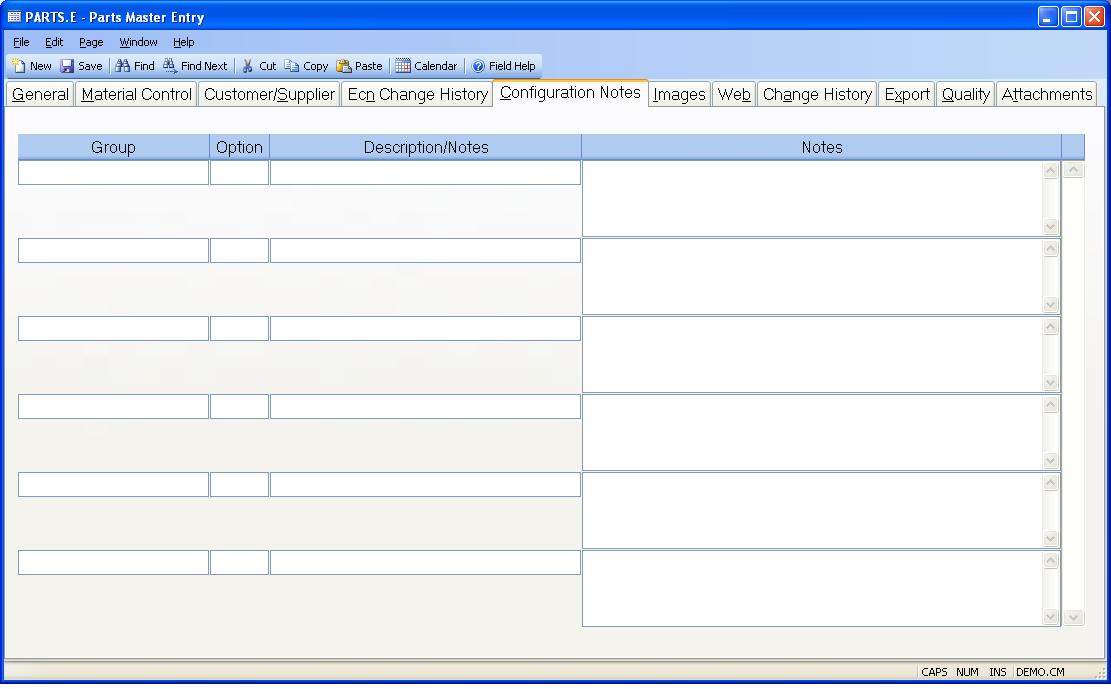 PARTS.E - Parts Master Entry
File Edit Page Window Help
New Save Find Find Next Cut Copy Paste Calendar Field Help
General Material Control Customer/Supplier Ecn Change History Configuration Notes Images Web Change History Export Quality Attachments
Group Option Description/Notes Notes
CAPS NUM INS DEMO.CM